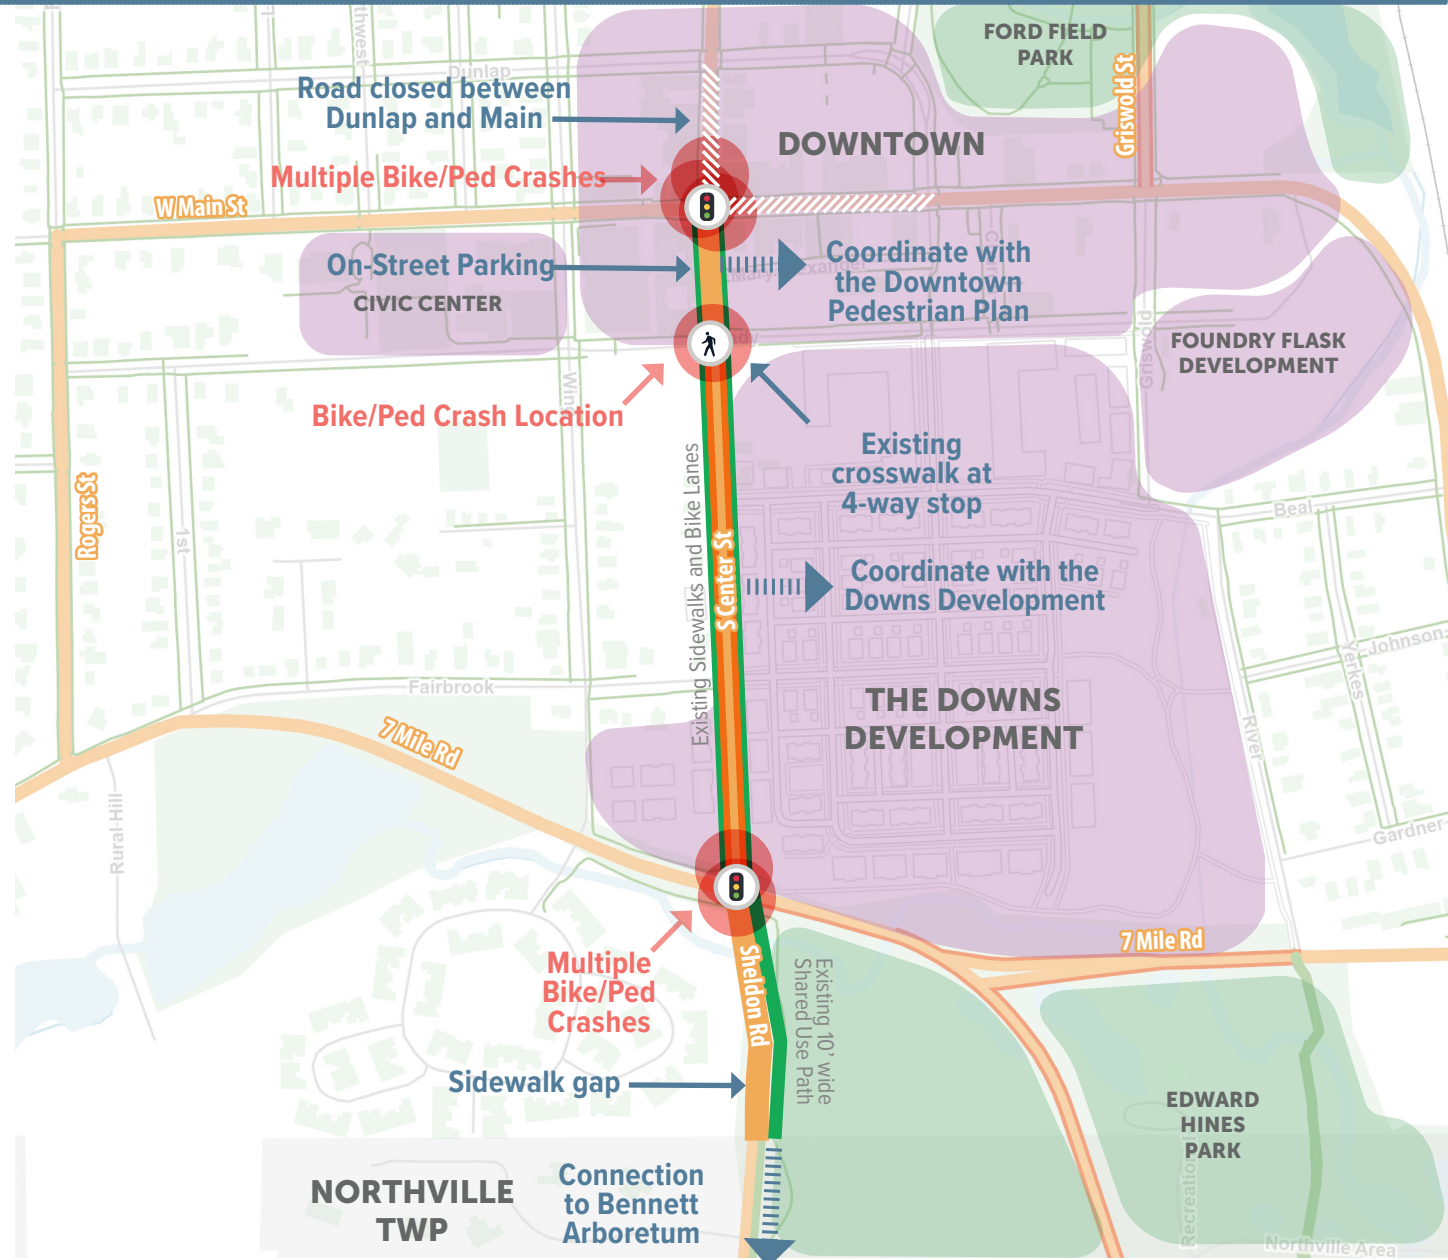 FORD FIELD
PARK
Griswold St
Dunlap
Road closed between
Dunlap and Main
DOWNTOWN
Multiple Bike/Ped Crashes
W Main St
On-Street Parking
CIVIC CENTER
Coordinate with
the Downtown
Pedestrian Plan
FOUNDRY FLASK
DEVELOPMENT
Griswold
Bike/Ped Crash Location
Existing
crosswalk at
4-way stop
Existing Sidewalks and Bike Lanes
S Center St
Rogers St
1st
Beal
Coordinate with the
Downs Development
Johnson
Yerkes
Fairbrook
THE DOWNS
DEVELOPMENT
7 Mile Rd
River
Rural Hill
Gardner
7 Mile Rd
Multiple
Bike/Ped
Crashes
Sheldon Rd
Existing 10' wide
Shared Use Path
Sidewalk gap
EDWARD
HINES
PARK
Recreation
NORTHVILLE
TWP
Connection
to Bennett
Arboretum
Northville Area